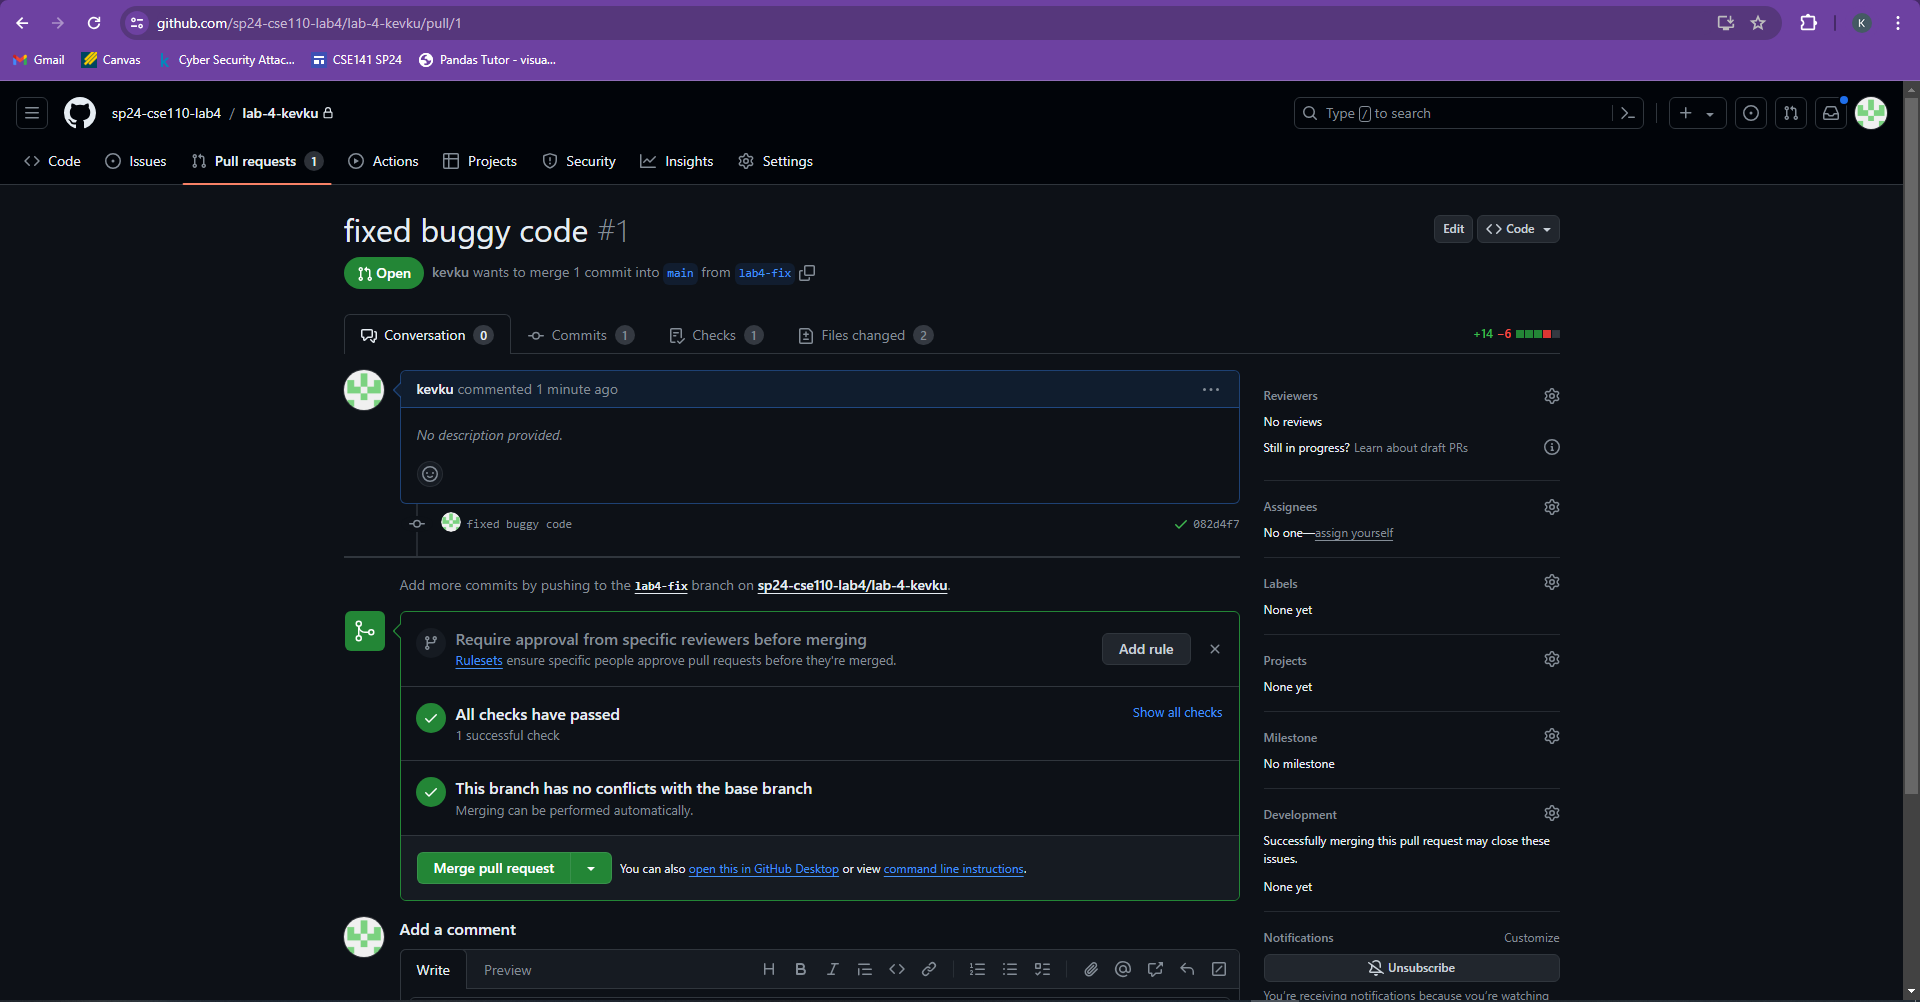 github.com/sp24-cse110-lab4/lab-4-kevku/pull/1
K
Gmail Canvas Cyber Security Attac... CSE141 SP24 Pandas Tutor - visua...
sp24-cse110-lab4 / lab-4-kevku
Type / to search
Code Issues Pull requests 1 Actions Projects Security Insights Settings
fixed buggy code #1
Edit Code
Open kevku wants to merge 1 commit into main from lab4-fix
Conversation 0 Commits 1 Checks 1 Files changed 2
+14 −6
kevku commented 1 minute ago
No description provided.
fixed buggy code 082d4f7
Add more commits by pushing to the lab4-fix branch on sp24-cse110-lab4/lab-4-kevku.
Require approval from specific reviewers before merging
Rulesets ensure specific people approve pull requests before they're merged.
Add rule
All checks have passed
1 successful check
Show all checks
This branch has no conflicts with the base branch
Merging can be performed automatically.
Merge pull request You can also open this in GitHub Desktop or view command line instructions.
Add a comment
Write Preview
Reviewers
No reviews
Still in progress? Learn about draft PRs
Assignees
No one—assign yourself
Labels
None yet
Projects
None yet
Milestone
No milestone
Development
Successfully merging this pull request may close these
issues.
None yet
Notifications Customize
Unsubscribe
You're receiving notifications because you're watching